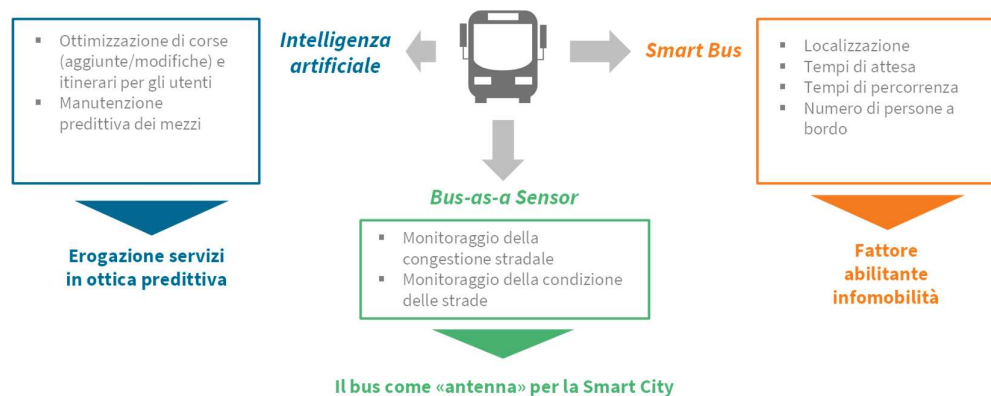 Intelligenza
artificiale
▪ Ottimizzazione di corse
(aggiunte/modifiche) e
itinerari per gli utenti
▪ Manutenzione
predittiva dei mezzi
Erogazione servizi
in ottica predittiva
Bus-as-a Sensor
▪ Monitoraggio della
congestione stradale
▪ Monitoraggio della condizione
delle strade
Il bus come «antenna» per la Smart City
Smart Bus
▪ Localizzazione
▪ Tempi di attesa
▪ Tempi di percorrenza
▪ Numero di persone a
bordo
Fattore
abilitante
infomobilità